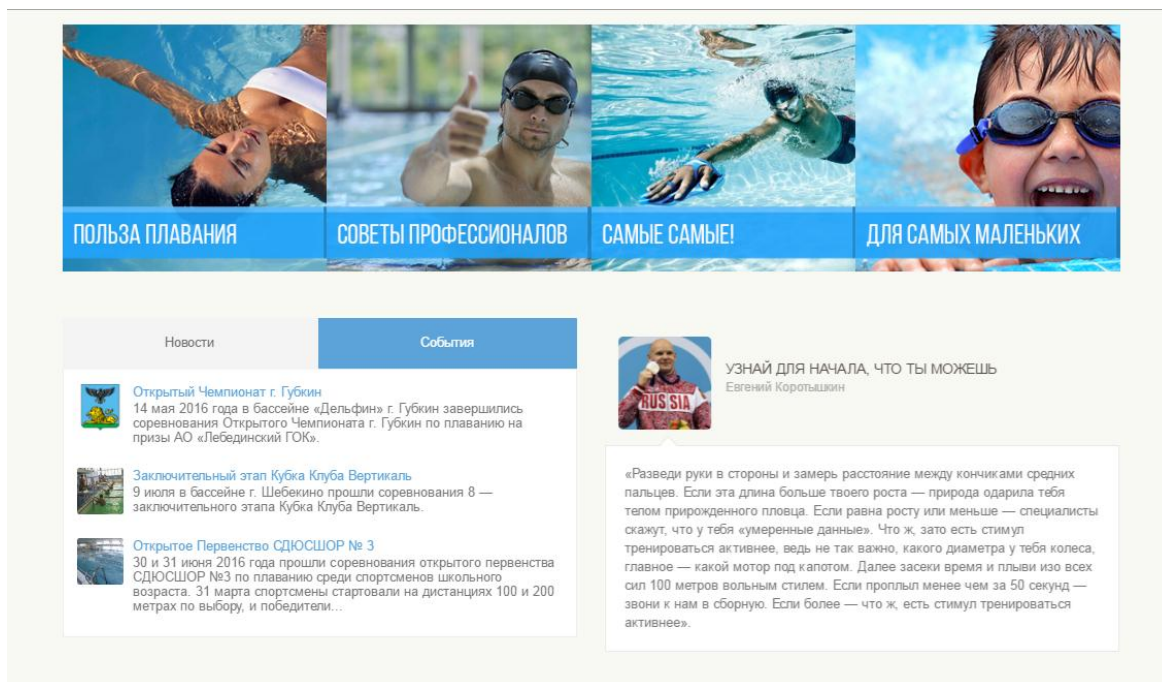 ПОЛЬЗА ПЛАВАНИЯ
СОВЕТЫ ПРОФЕССИОНАЛОВ
САМЫЕ САМЫЕ!
ДЛЯ САМЫХ МАЛЕНЬКИХ
Новости
События
Открытый Чемпионат г. Губкин
14 мая 2016 года в бассейне «Дельфин» г. Губкин завершились
соревнования Открытого Чемпионата г. Губкин по плаванию на
призы АО «Лебединский ГОК».
Заключительный этап Кубка Клуба Вертикаль
9 июля в бассейне г. Шебекино прошли соревнования 8 —
заключительного этапа Кубка Клуба Вертикаль.
Открытое Первенство СДЮСШОР № 3
30 и 31 июня 2016 года прошли соревнования открытого первенства
СДЮСШОР №3 по плаванию среди спортсменов школьного
возраста. 31 марта спортсмены стартовали на дистанциях 100 и 200
метрах по выбору, и победители...
RUSSIA
УЗНАЙ ДЛЯ НАЧАЛА, ЧТО ТЫ МОЖЕШЬ
Евгений Коротышкин
«Разведи руки в стороны и замерь расстояние между кончиками средних
пальцев. Если эта длина больше твоего роста — природа одарила тебя
телом прирожденного пловца. Если равна росту или меньше — специалисты
скажут, что у тебя «умеренные данные». Что ж, зато есть стимул
тренироваться активнее, ведь не так важно, какого диаметра у тебя колеса,
главное — какой мотор под капотом. Далее засеки время и плыви изо всех
сил 100 метров вольным стилем. Если проплыл менее чем за 50 секунд —
звони к нам в сборную. Если более — что ж, есть стимул тренироваться
активнее».